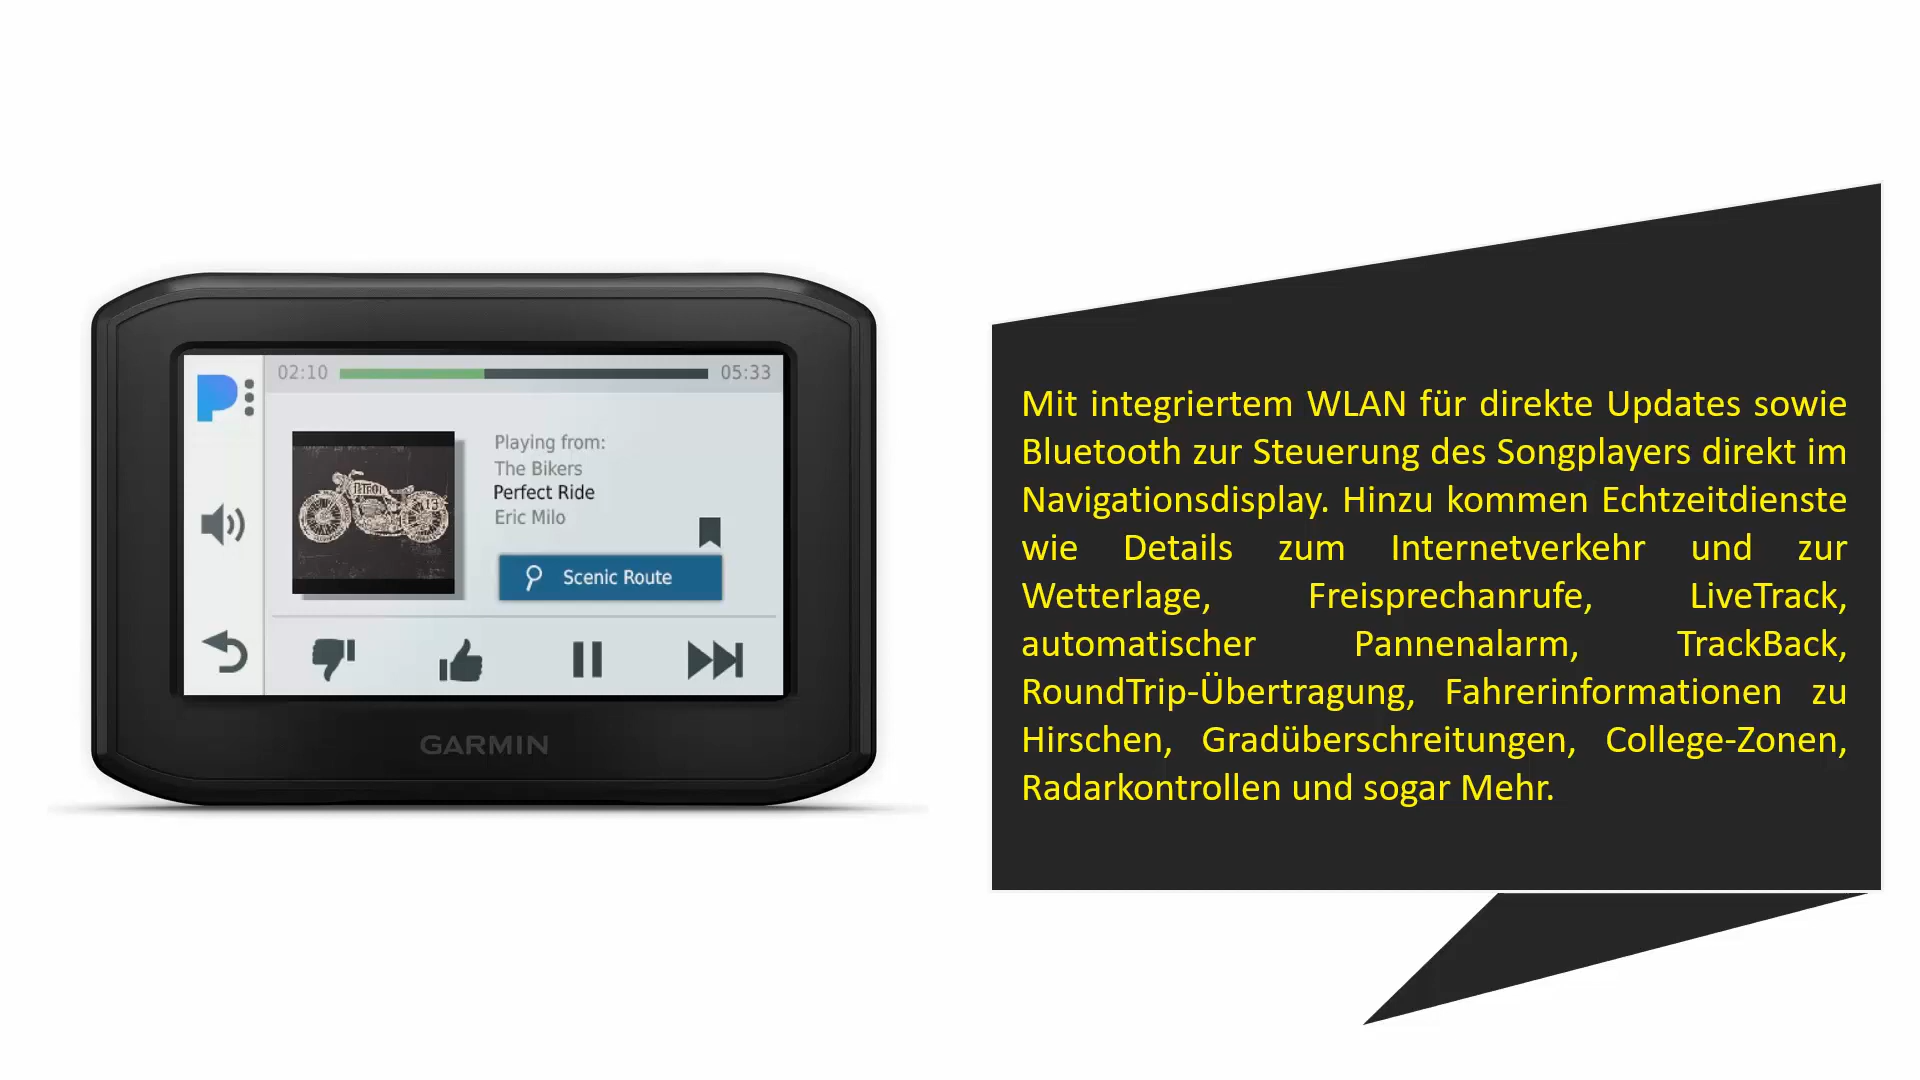 02:10 05:33
Playing from:
The Bikers
Perfect Ride
Eric Milo
Scenic Route
GARMIN
Mit integriertem WLAN für direkte Updates sowie
Bluetooth zur Steuerung des Songplayers direkt im
Navigationsdisplay. Hinzu kommen Echtzeitdienste
wie Details zum Internetverkehr und zur
Wetterlage, Freisprechanrufe, LiveTrack,
automatischer Pannenalarm, TrackBack,
RoundTrip-Übertragung, Fahrerinformationen zu
Hirschen, Gradüberschreitungen, College-Zonen,
Radarkontrollen und sogar Mehr.